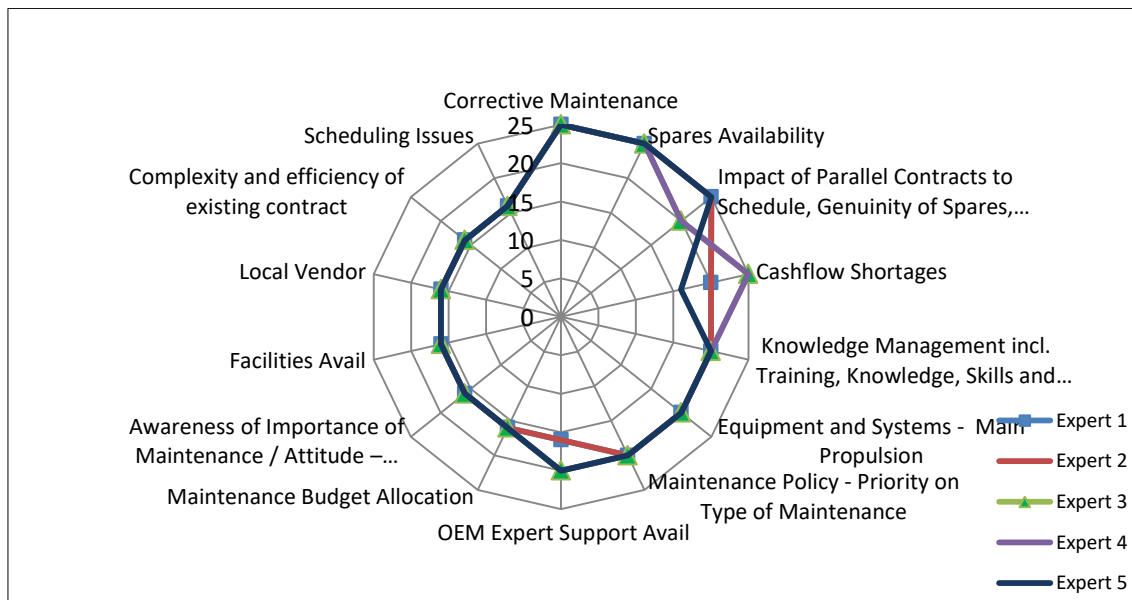 Corrective Maintenance
Spares Availability
Impact of Parallel Contracts to
Schedule, Genuinity of Spares,...
Cashflow Shortages
Knowledge Management incl.
Training, Knowledge, Skills and...
Equipment and Systems - Main
Propulsion
Maintenance Policy - Priority on
Type of Maintenance
OEM Expert Support Avail
Maintenance Budget Allocation
Awareness of Importance of
Maintenance / Attitude –...
Facilities Avail
Local Vendor
Complexity and efficiency of
existing contract
Scheduling Issues
25
20
15
10
5
0
Expert 1
Expert 2
Expert 3
Expert 4
Expert 5